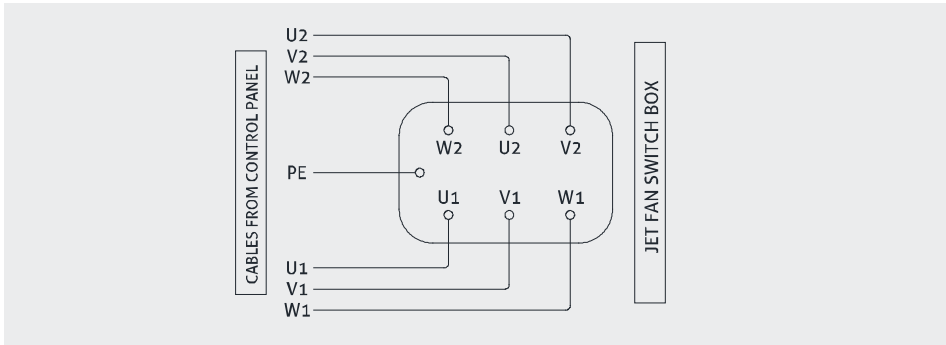 U2
V2
W2
CABLES FROM CONTROL PANEL
JET FAN SWITCH BOX
W2 U2 V2
PE
U1 V1 W1
U1
V1
W1